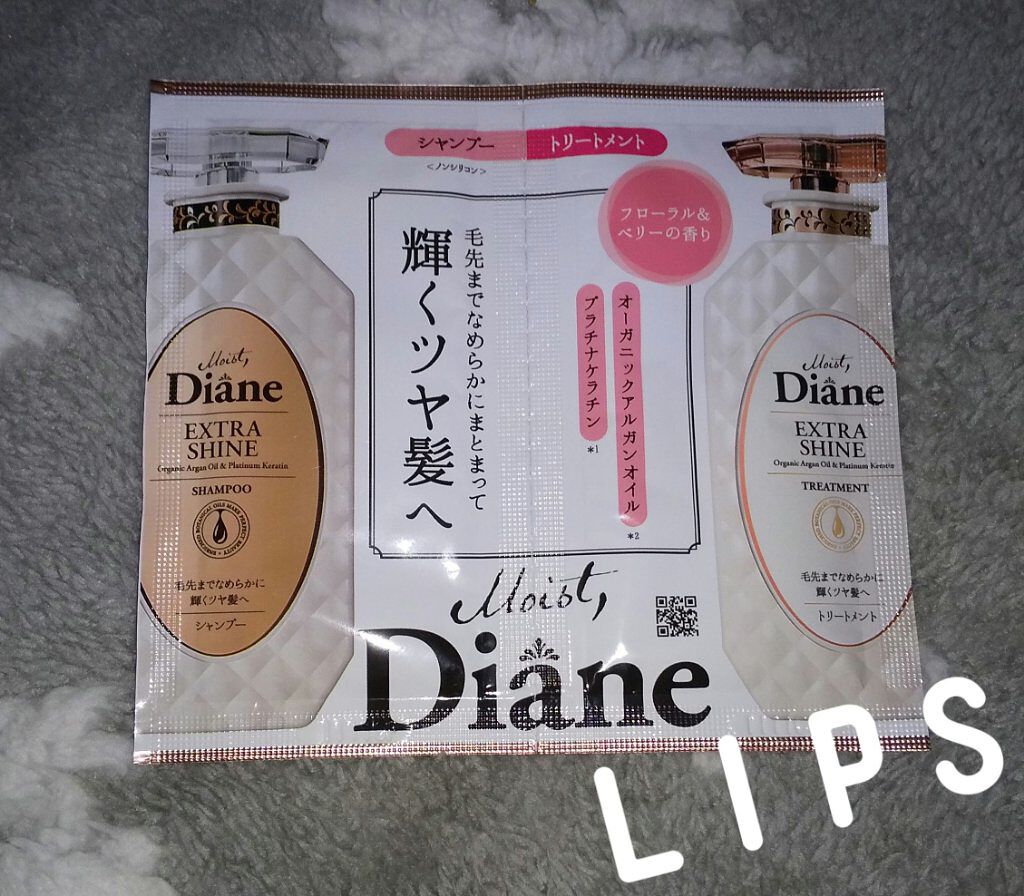 シャンプー
<ノンシリコン>
トリートメント
フローラル&
ベリーの香り
毛先までなめらかにまとまって
輝くツヤ髪へ
オーガニックアルガンオイル
*2
プラチナケラチン
*1
Moist,
Diane
EXTRA
SHINE
Organic Argan Oil & Platinum Keratin
SHAMPOO
ENRICHED BOTANICAL OILS MAKE PERFECT BEAUTY
毛先までなめらかに
輝くツヤ髪へ
シャンプー
Moist,
Diane
EXTRA
SHINE
Organic Argan Oil & Platinum Keratin
TREATMENT
毛先までなめらかに
輝くツヤ髪へ
トリートメント
Moist,
Diane
LIPS